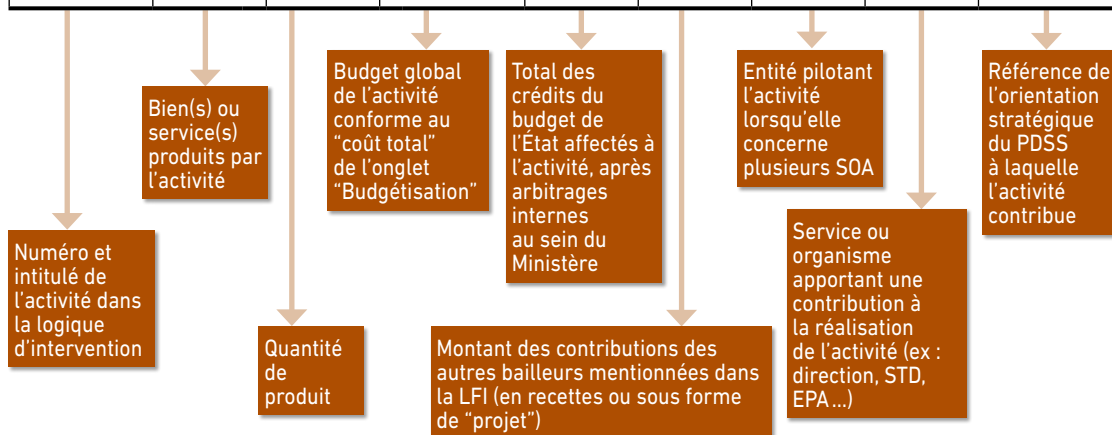 Numéro et
intitulé de
l’activité dans
la logique
d’intervention
Bien(s) ou
service(s)
produits par
l’activité
Quantité
de
produit
Budget global
de l’activité
conforme au
“coût total”
de l’onglet
“Budgétisation”
Total des
crédits du
budget de
l’État affectés à
l’activité, après
arbitrages
internes
au sein du
Ministère
Montant des contributions des
autres bailleurs mentionnées dans
la LFI (en recettes ou sous forme
de “projet”)
Entité pilotant
l’activité
lorsqu’elle
concerne
plusieurs SOA
Service ou
organisme
apportant une
contribution à
la réalisation
de l’activité (ex :
direction, STD,
EPA...)
Référence de
l’orientation
stratégique
du PDSS
à laquelle
l’activité
contribue